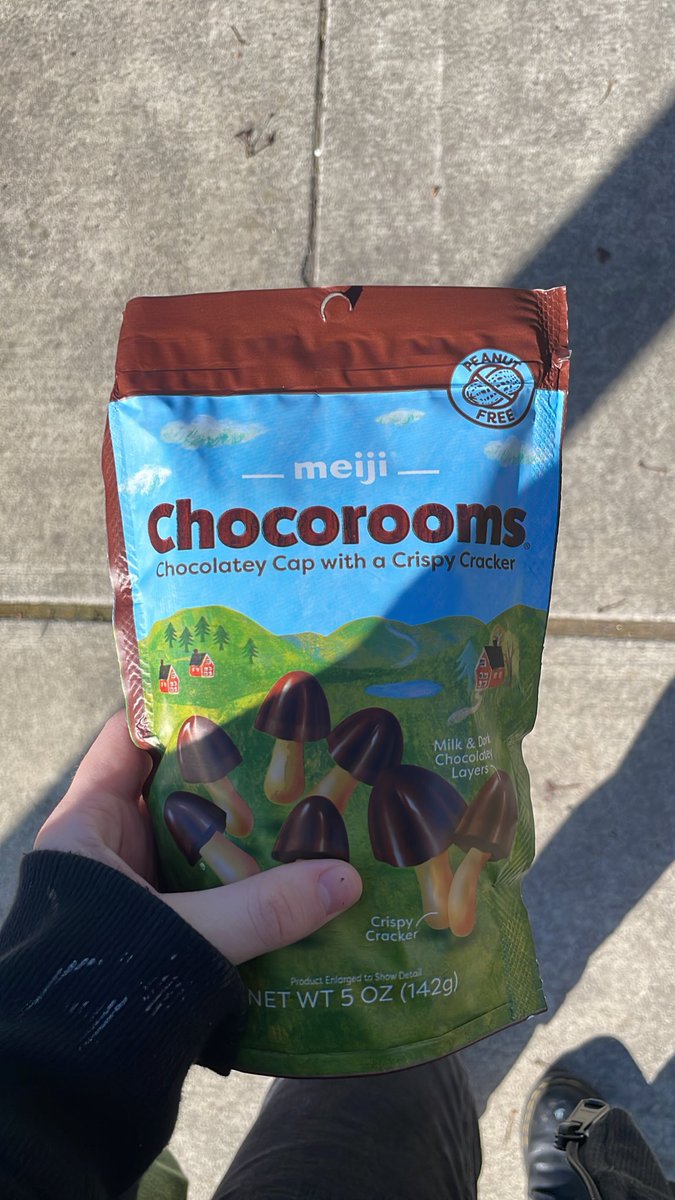 PEANUT
FREE
meiji
Chocorooms®
Chocolatey Cap with a Crispy Cracker
Milk & Dark
Chocolatey
Layers
Crispy
Cracker
Product Enlarged to Show Detail
NET WT 5 OZ (142g)